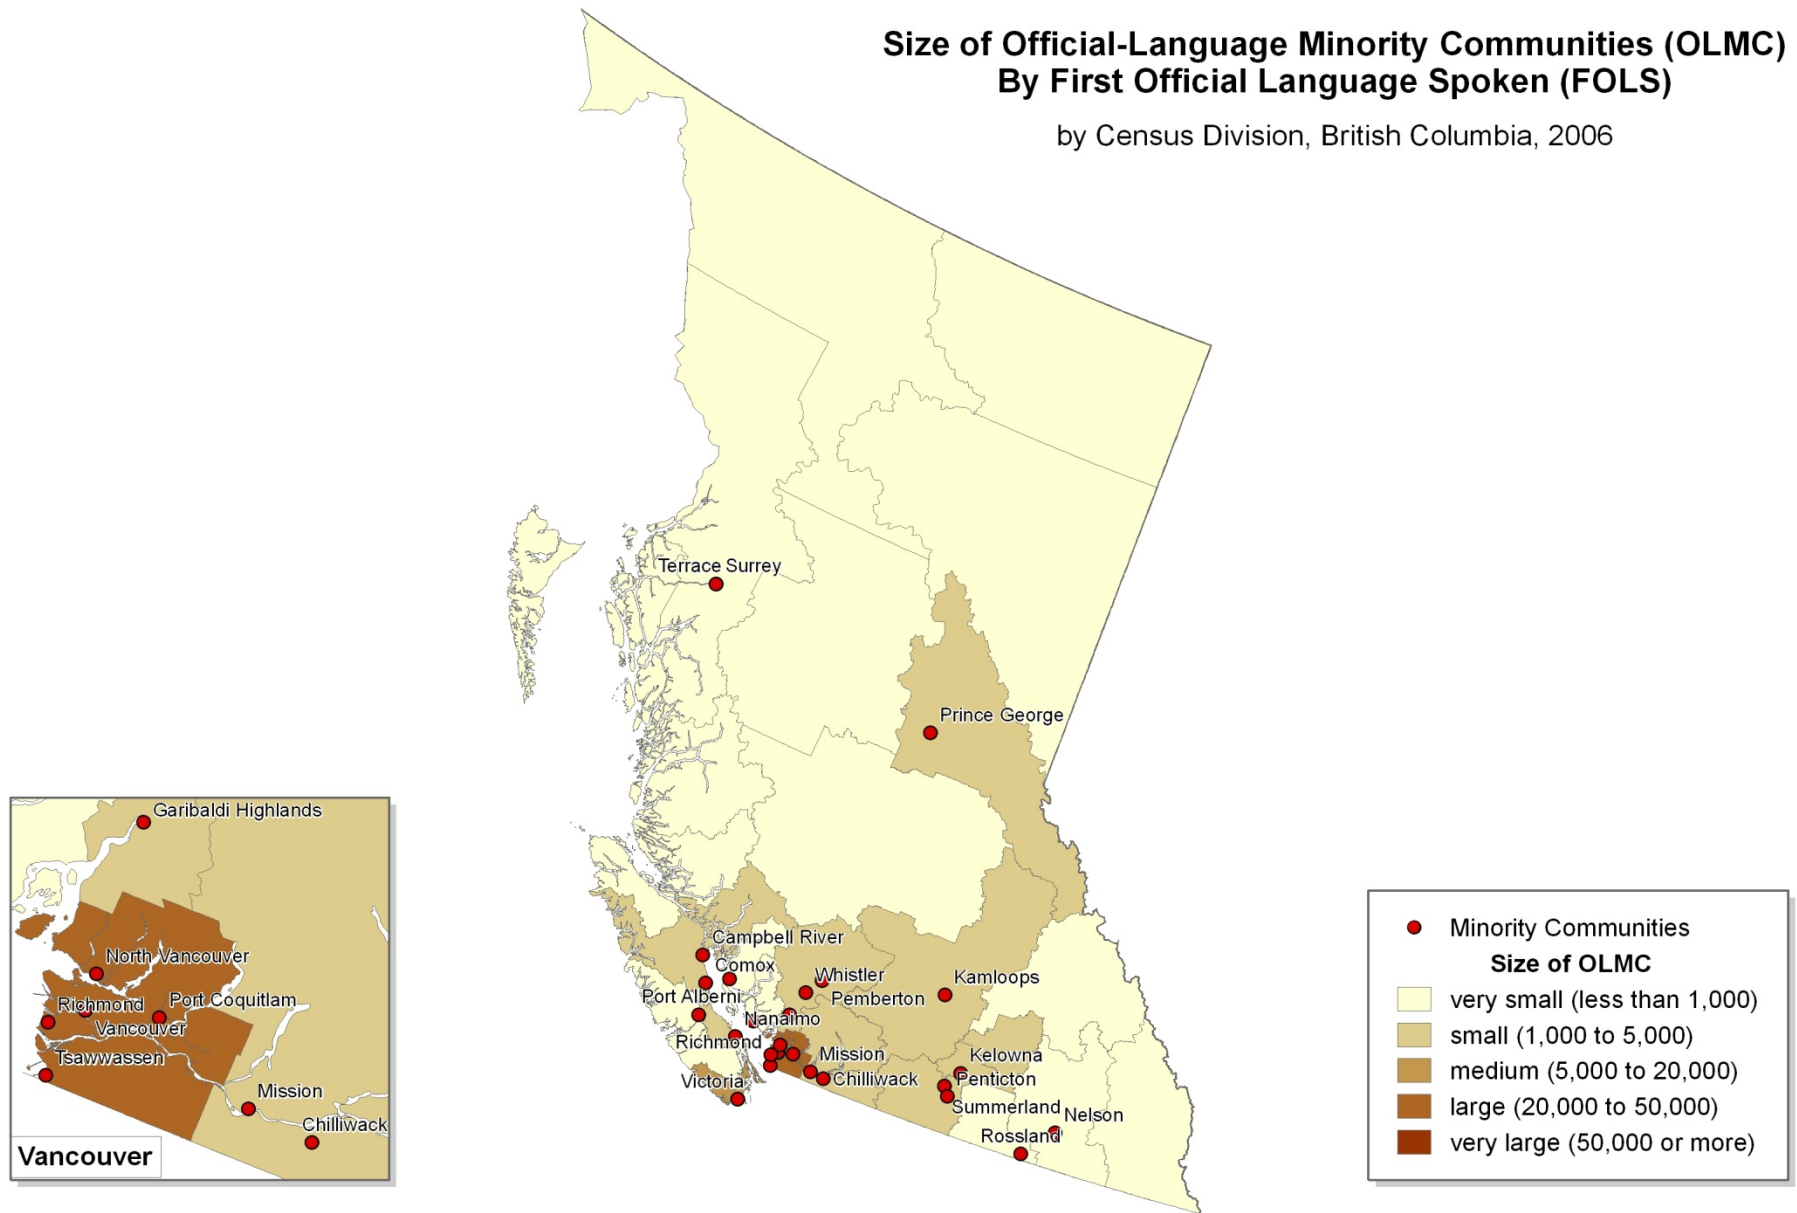 Size of Official-Language Minority Communities (OLMC)
By First Official Language Spoken (FOLS)
by Census Division, British Columbia, 2006
Terrace Surrey
Prince George
Campbell River
Comox
Whistler
Kamloops
Port Alberni
Pemberton
Nanaimo
Richmond
Mission
Kelowna
Victoria
Chilliwack
Penticton
Summerland
Nelson
Rossland
Garibaldi Highlands
North Vancouver
Richmond
Port Coquitlam
Vancouver
Tsawwassen
Mission
Chilliwack
Vancouver
Minority Communities
Size of OLMC
very small (less than 1,000)
small (1,000 to 5,000)
medium (5,000 to 20,000)
large (20,000 to 50,000)
very large (50,000 or more)